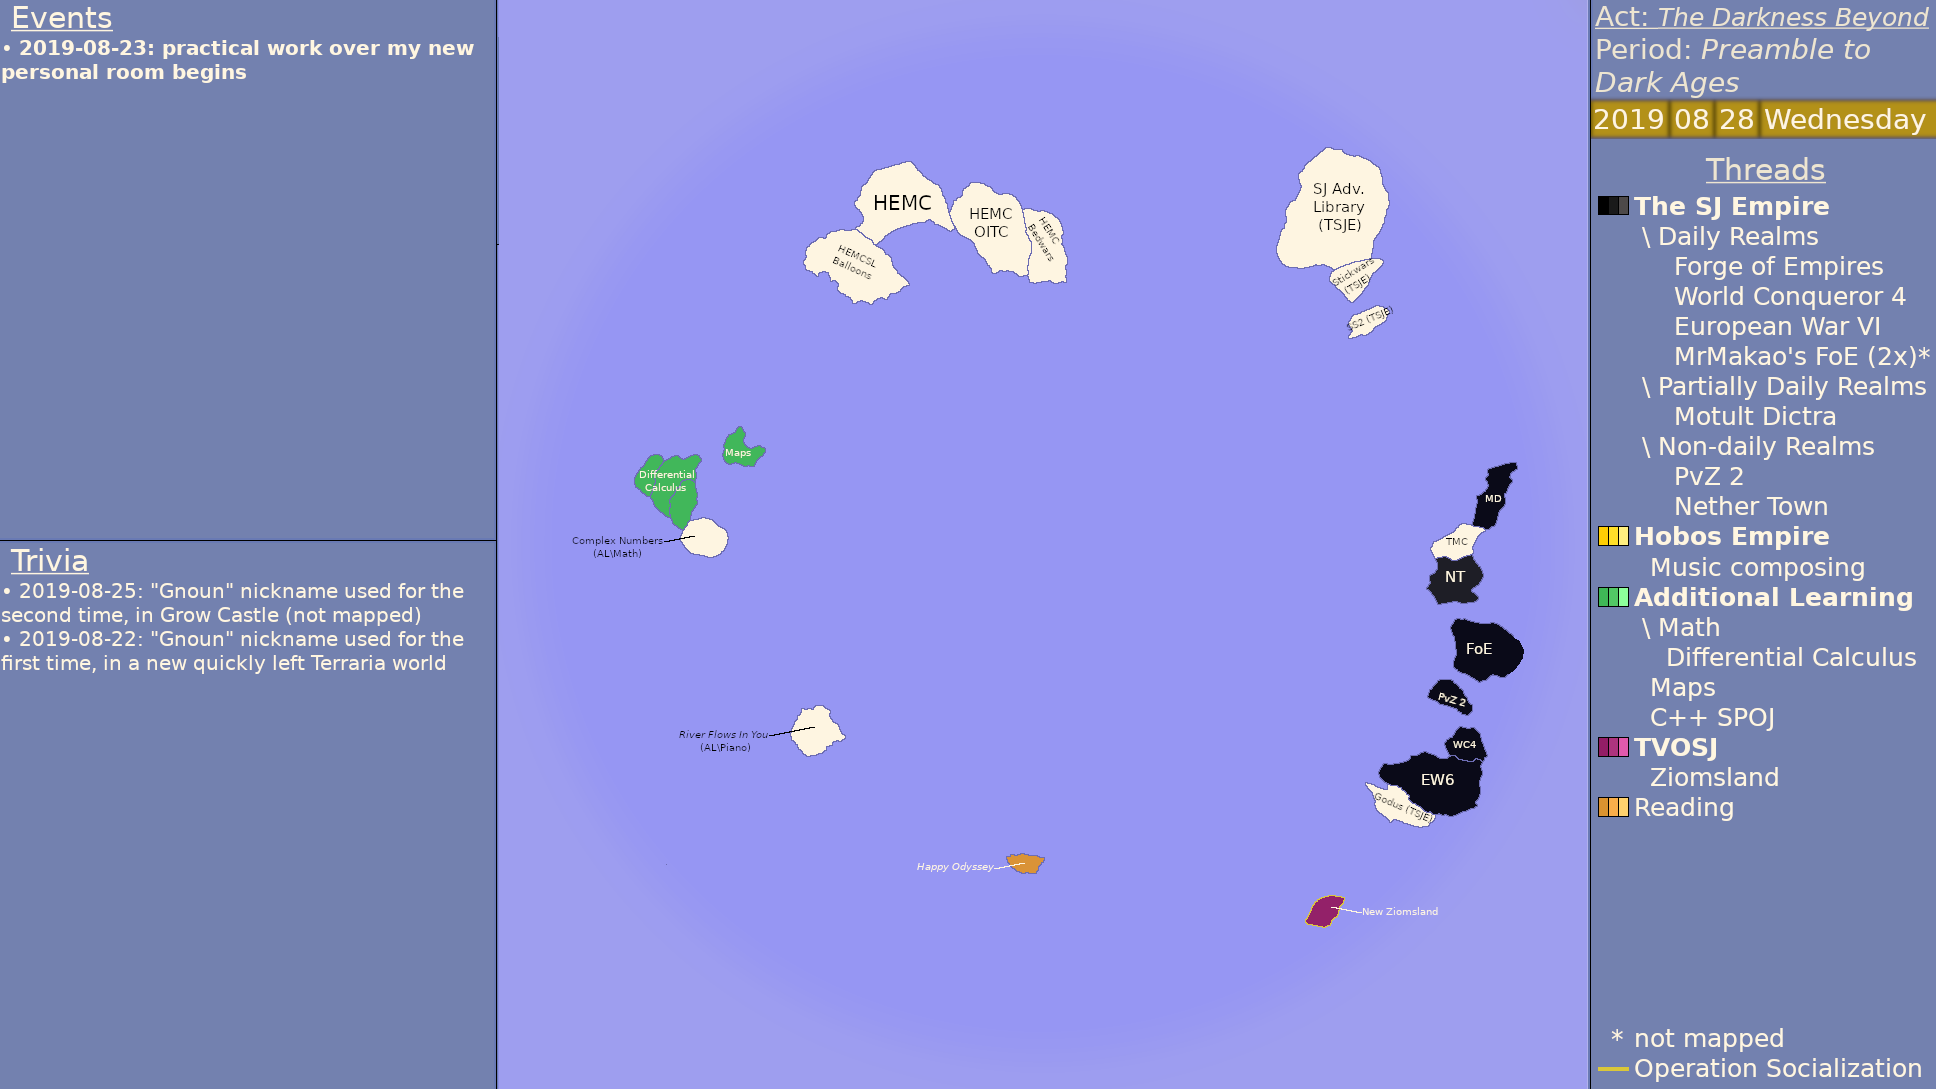 Events
• 2019-08-23: practical work over my new
personal room begins
Trivia
• 2019-08-25: "Gnoun" nickname used for the
second time, in Grow Castle (not mapped)
• 2019-08-22: "Gnoun" nickname used for the
first time, in a new quickly left Terraria world
HEMC
HEMC
OITC
HEMC
Bedwars
HEMCSL
Balloons
SJ Adv.
Library
(TSJE)
Stickwars
(TSJE)
SS2 (TSJE)
Maps
Differential
Calculus
Complex Numbers
(AL\Math)
MD
TMC
NT
FoE
PvZ 2
WC4
EW6
Godus (TSJE)
River Flows In You
(AL\Piano)
Happy Odyssey
New Ziomsland
Act: The Darkness Beyond
Period: Preamble to
Dark Ages
2019 08 28 Wednesday
Threads
The SJ Empire
\ Daily Realms
Forge of Empires
World Conqueror 4
European War VI
MrMakao's FoE (2x)*
\ Partially Daily Realms
Motult Dictra
\ Non-daily Realms
PvZ 2
Nether Town
Hobos Empire
Music composing
Additional Learning
\ Math
Differential Calculus
Maps
C++ SPOJ
TVOSJ
Ziomsland
Reading
* not mapped
Operation Socialization